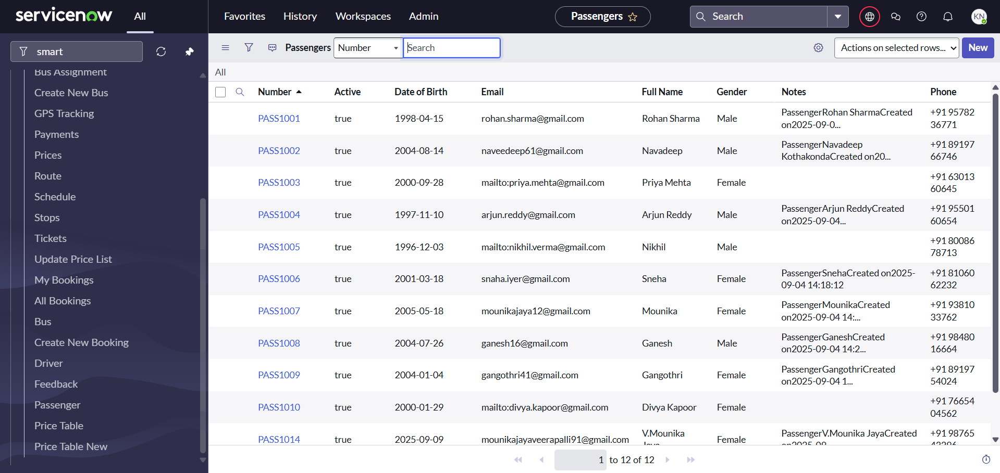 servicenow
All
Favorites
History
Workspaces
Admin
Passengers
Search
KN
smart
Bus Assignment
Create New Bus
GPS Tracking
Payments
Prices
Route
Schedule
Stops
Tickets
Update Price List
My Bookings
All Bookings
Bus
Create New Booking
Driver
Feedback
Passenger
Price Table
Price Table New
Passengers
Number
Search
Actions on selected rows...
New
All
Number Active Date of Birth Email Full Name Gender Notes Phone
PASS1001 true 1998-04-15 rohan.sharma@gmail.com Rohan Sharma Male PassengerRohan SharmaCreated +91 95782
on2025-09-0... 36771
PASS1002 true 2004-08-14 naveedeep61@gmail.com Navadeep Male PassengerNavadeep +91 89197
KothakondaCreated on20... 66746
PASS1003 true 2000-09-28 mailto:priya.mehta@gmail.com Priya Mehta Female +91 63013
60645
PASS1004 true 1997-11-10 arjun.reddy@gmail.com Arjun Reddy Male PassengerArjun ReddyCreated +91 95501
on2025-09-04... 60654
PASS1005 true 1996-12-03 mailto:nikhil.verma@gmail.com Nikhil Male +91 80086
78713
PASS1006 true 2001-03-18 snaha.iyer@gmail.com Sneha Female PassengerSnehaCreated on2025- +91 81060
09-04 14:18:12 62232
PASS1007 true 2005-05-18 mounikajaya12@gmail.com Mounika Female PassengerMounikaCreated +91 93810
on2025-09-04 14:... 33762
PASS1008 true 2004-07-26 ganesh16@gmail.com Ganesh Male PassengerGaneshCreated +91 98480
on2025-09-04 14:2... 16664
PASS1009 true 2004-01-04 gangothri41@gmail.com Gangothri Female PassengerGangothriCreated +91 89197
on2025-09-04 1... 54024
PASS1010 true 2000-01-29 mailto:divya.kapoor@gmail.com Divya Kapoor Female +91 76654
04562
PASS1014 true 2025-09-09 mounikajayaveerapalli91@gmail.com V.Mounika Female PassengerV.Mounika JayaCreated +91 98765
1 to 12 of 12